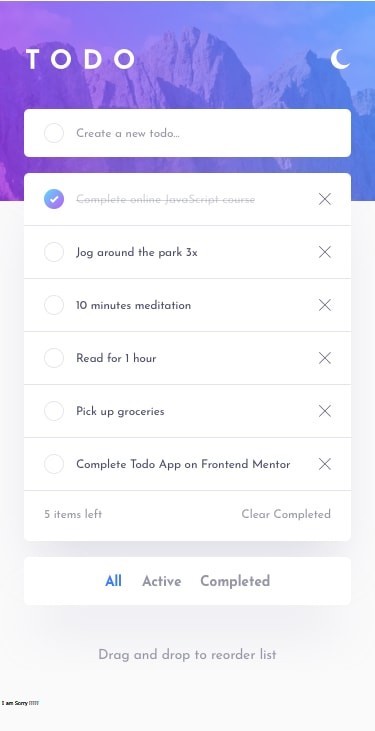 TODO
Create a new todo...
Complete online JavaScript course
Jog around the park 3x
10 minutes meditation
Read for 1 hour
Pick up groceries
Complete Todo App on Frontend Mentor
5 items left Clear Completed
All Active Completed
Drag and drop to reorder list
I am Sorry !!!!!